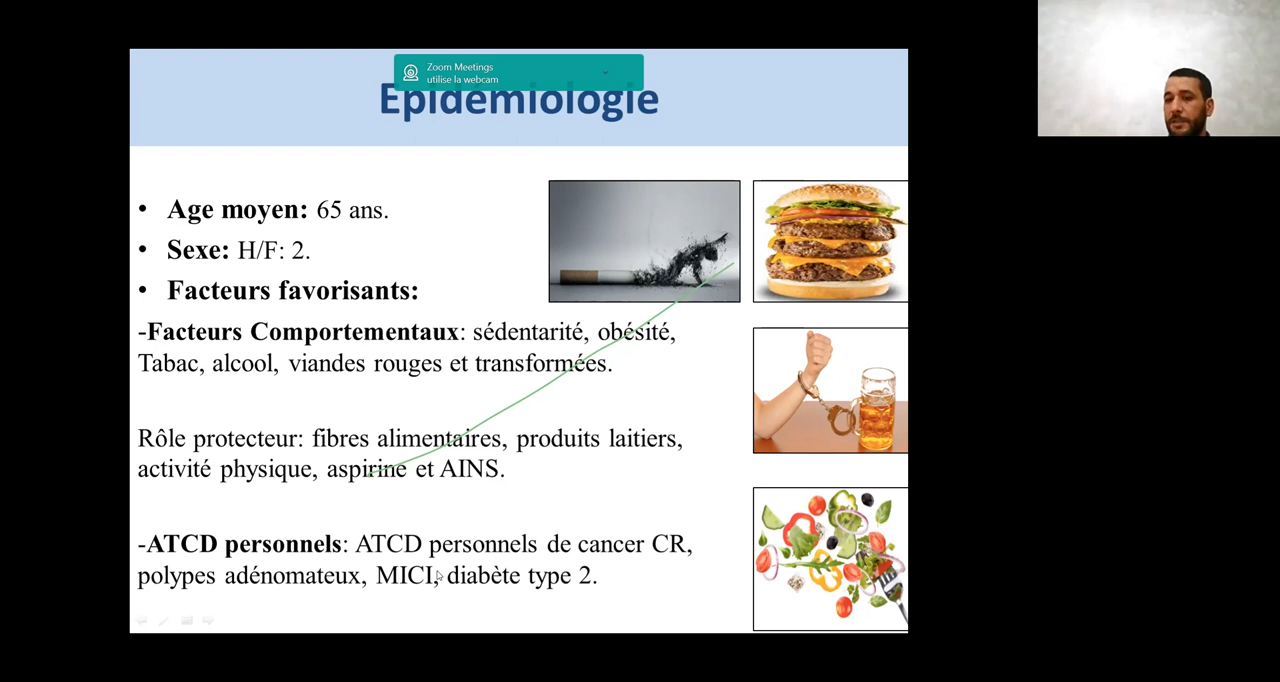 Zoom Meetings
utilise la webcam
Epidémiologie
• Age moyen: 65 ans.
• Sexe: H/F: 2.
• Facteurs favorisants:
-Facteurs Comportementaux: sédentarité, obésité,
Tabac, alcool, viandes rouges et transformées.
Rôle protecteur: fibres alimentaires, produits laitiers,
activité physique, aspirine et AINS.
-ATCD personnels: ATCD personnels de cancer CR,
polypes adénomateux, MICI, diabète type 2.